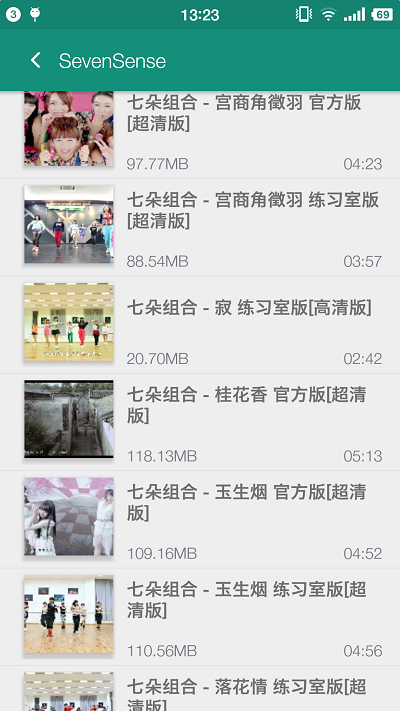 3
13:23
69
SevenSense
七朵组合 - 宫商角徵羽 官方版
[超清版]
97.77MB
04:23
七朵组合 - 宫商角徵羽 练习室版
[超清版]
88.54MB
03:57
七朵组合 - 寂 练习室版[高清版]
20.70MB
02:42
七朵组合 - 桂花香 官方版[超清
版]
118.13MB
05:13
七朵组合 - 玉生烟 官方版[超清
版]
109.16MB
04:52
七朵组合 - 玉生烟 练习室版[超
清版]
110.56MB
04:56
七朵组合 - 落花情 练习室版[超
清版]